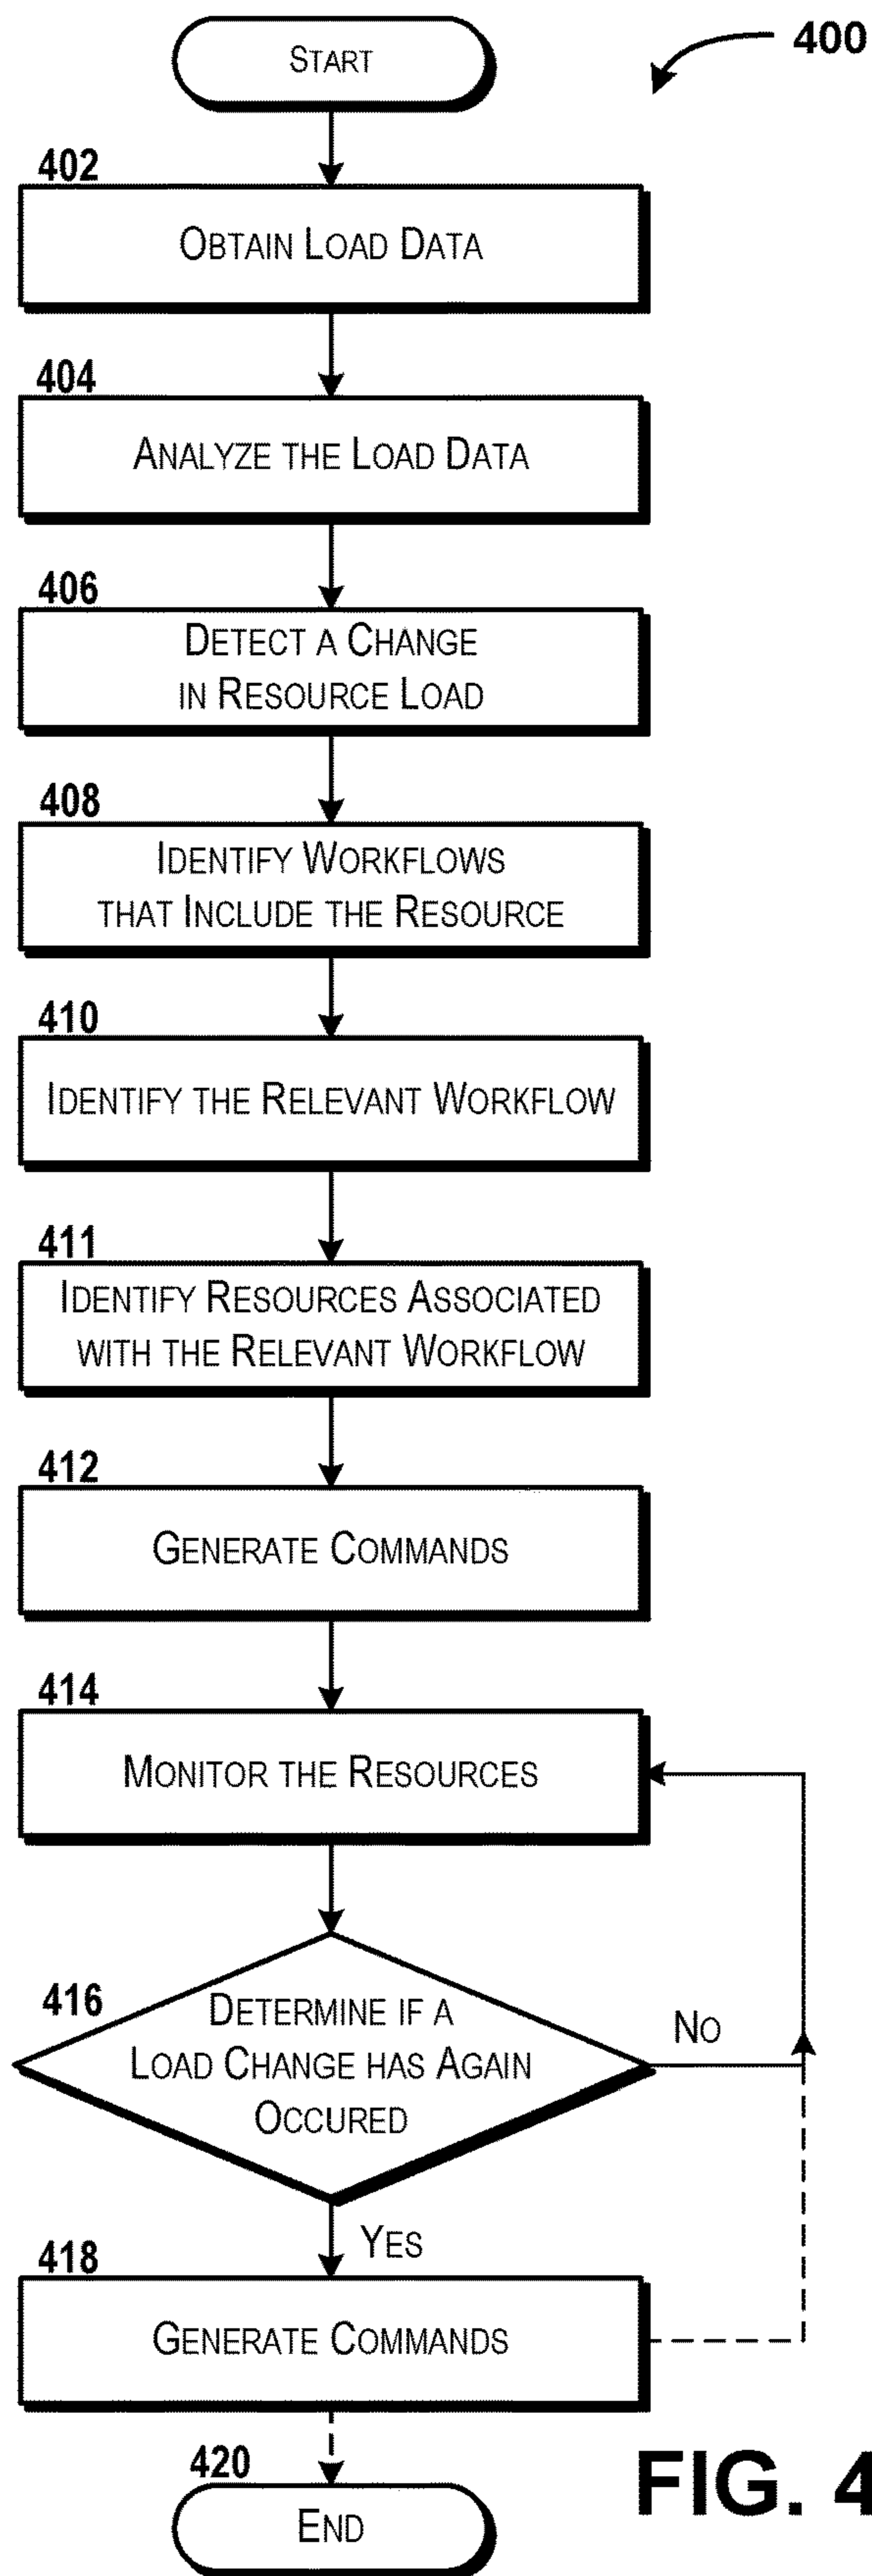 START
400
402
OBTAIN LOAD DATA
404
ANALYZE THE LOAD DATA
406
DETECT A CHANGE
IN RESOURCE LOAD
408
IDENTIFY WORKFLOWS
THAT INCLUDE THE RESOURCE
410
IDENTIFY THE RELEVANT WORKFLOW
411
IDENTIFY RESOURCES ASSOCIATED
WITH THE RELEVANT WORKFLOW
412
GENERATE COMMANDS
414
MONITOR THE RESOURCES
416
DETERMINE IF A
LOAD CHANGE HAS AGAIN
OCCURED
NO
YES
418
GENERATE COMMANDS
420
END
FIG. 4